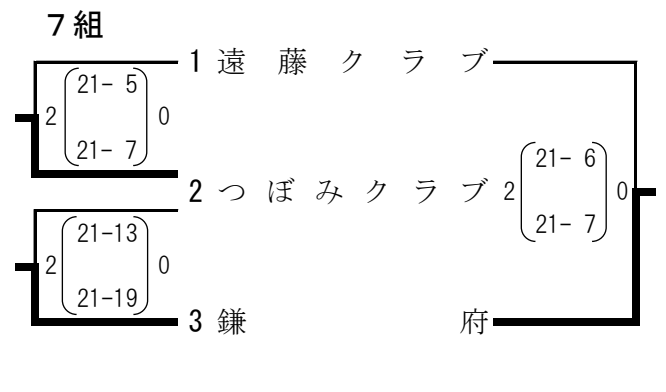 7組
1 遠藤クラブ
2 (21- 5 0
21- 7)
2 つぼみクラブ 2 (21- 6 0
21- 7)
2 (21-13 0
21-19)
3 鎌府